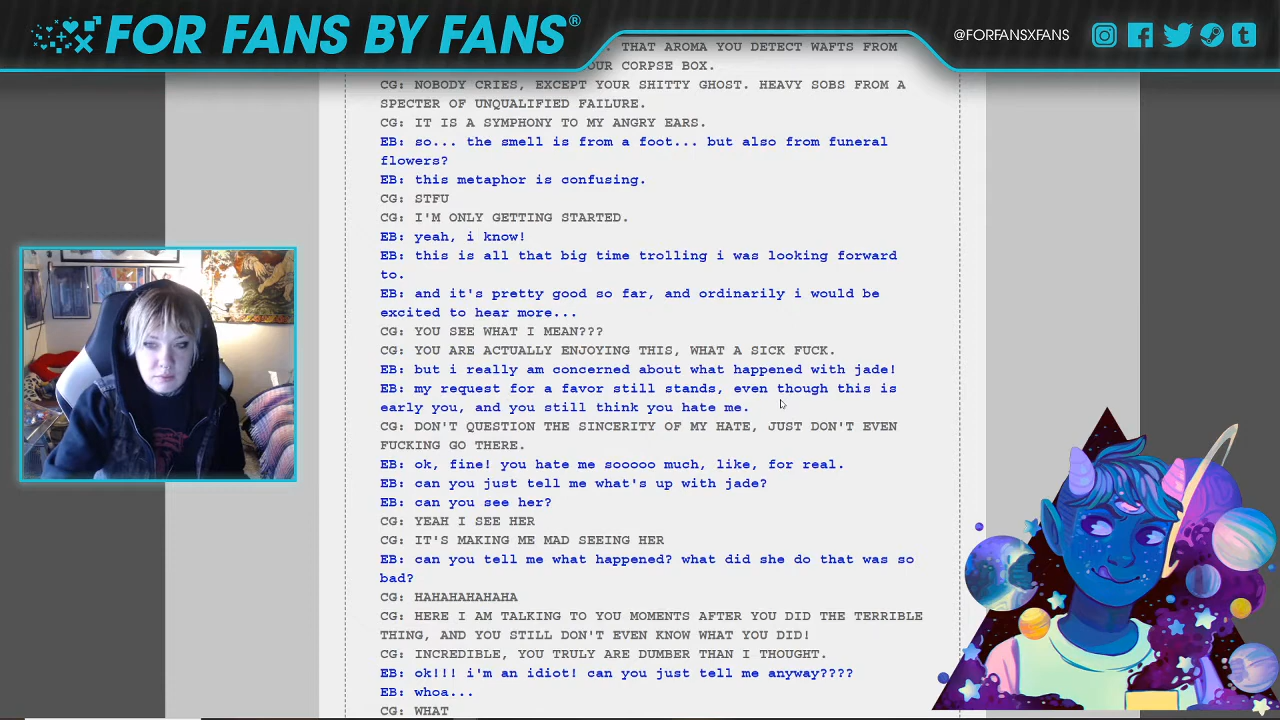 FOR FANS BY FANS®
@FORFANSXFANS
THAT AROMA YOU DETECT WAFTS FROM
OUR CORPSE BOX.
CG: NOBODY CRIES, EXCEPT YOUR SHITTY GHOST. HEAVY SOBS FROM A
SPECTER OF UNQUALIFIED FAILURE.
CG: IT IS A SYMPHONY TO MY ANGRY EARS.
EB: so... the smell is from a foot... but also from funeral
flowers?
EB: this metaphor is confusing.
CG: STFU
CG: I'M ONLY GETTING STARTED.
EB: yeah, i know!
EB: this is all that big time trolling i was looking forward
to.
EB: and it's pretty good so far, and ordinarily i would be
excited to hear more...
CG: YOU SEE WHAT I MEAN???
CG: YOU ARE ACTUALLY ENJOYING THIS, WHAT A SICK FUCK.
EB: but i really am concerned about what happened with jade!
EB: my request for a favor still stands, even though this is
early you, and you still think you hate me.
CG: DON'T QUESTION THE SINCERITY OF MY HATE, JUST DON'T EVEN
FUCKING GO THERE.
EB: ok, fine! you hate me sooooo much, like, for real.
EB: can you just tell me what's up with jade?
EB: can you see her?
CG: YEAH I SEE HER
CG: IT'S MAKING ME MAD SEEING HER
EB: can you tell me what happened? what did she do that was so
bad?
CG: HAHAHAHAHAHA
CG: HERE I AM TALKING TO YOU MOMENTS AFTER YOU DID THE TERRIBLE
THING, AND YOU STILL DON'T EVEN KNOW WHAT YOU DID!
CG: INCREDIBLE, YOU TRULY ARE DUMBER THAN I THOUGHT.
EB: ok!!! i'm an idiot! can you just tell me anyway????
EB: whoa...
CG: WHAT